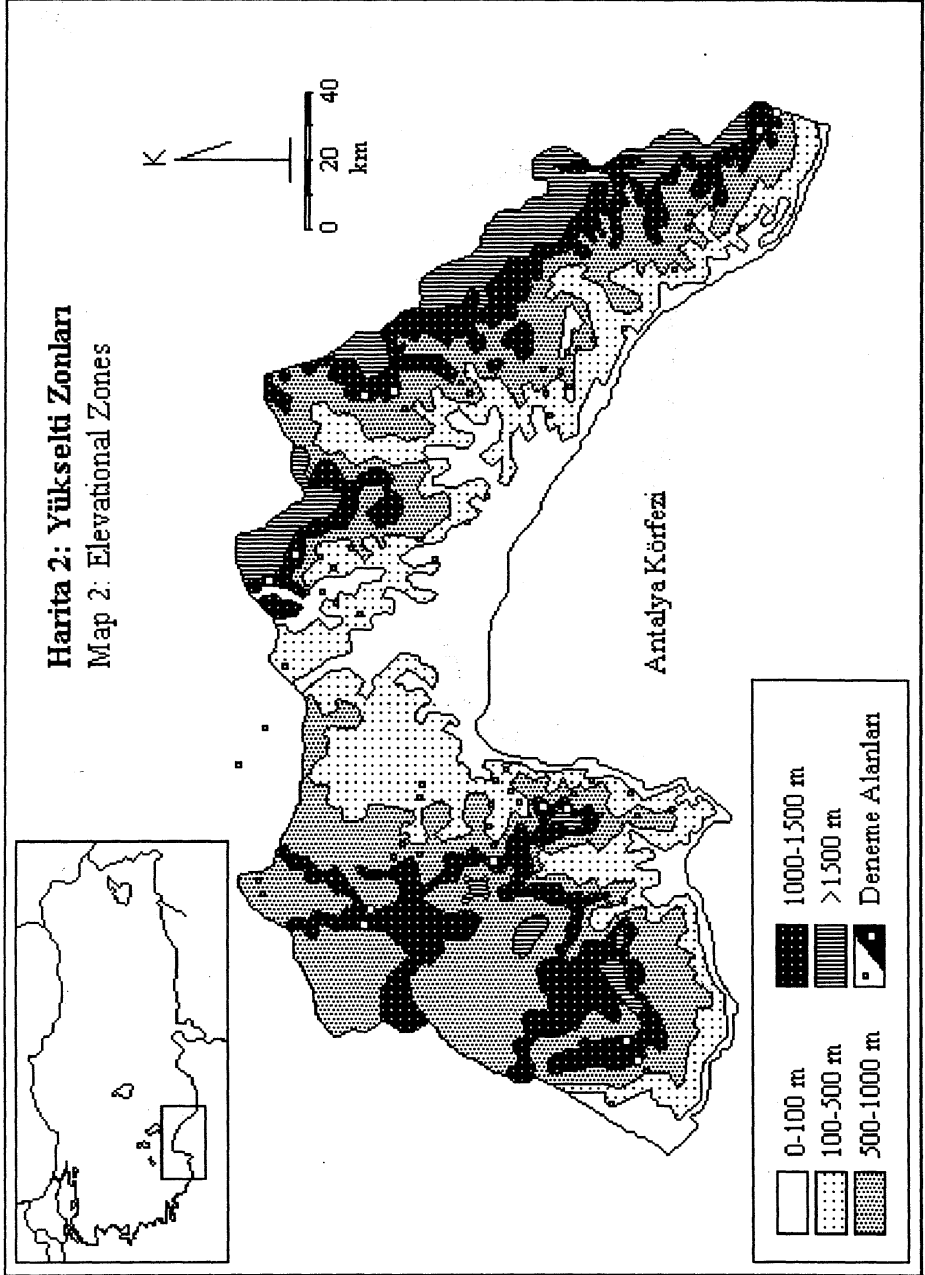 Harita 2: Yükselti Zonları
Map 2: Elevational Zones
K
0 20 40
km
Antalya Körfezi
0-100 m
100-500 m
500-1000 m
1000-1500 m
>1500 m
Deneme Alanları